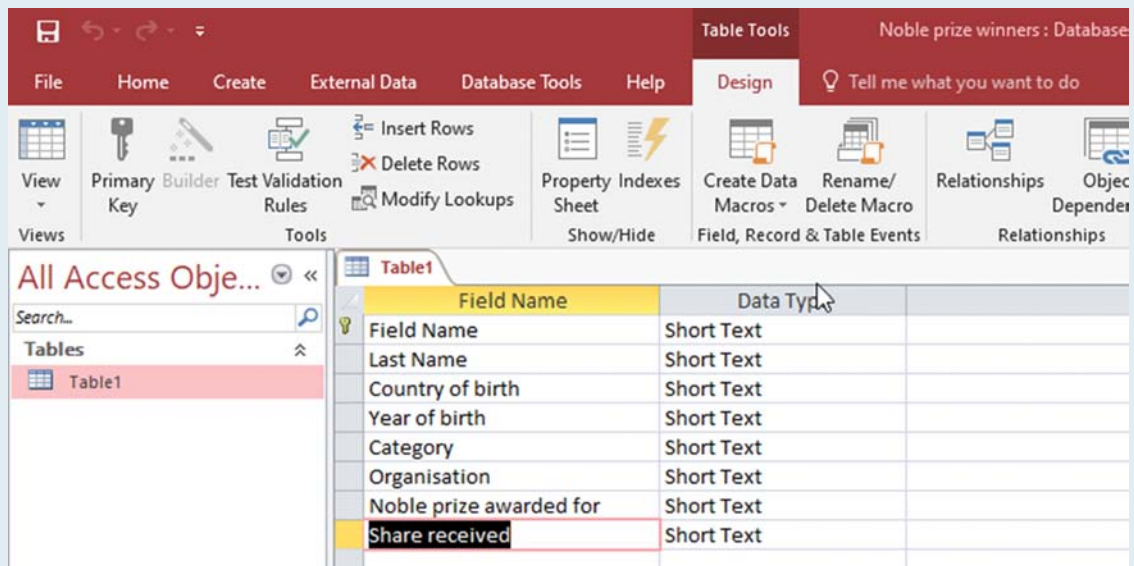 Table Tools Noble prize winners : Database
File Home Create External Data Database Tools Help Design Tell me what you want to do
View Primary Key Builder Test Validation Rules Insert Rows Delete Rows Modify Lookups Property Sheet Indexes Create Data Macros Rename/ Delete Macro Relationships
Views Tools Show/Hide Field, Record & Table Events Relationships
All Access Obje...
Search...
Tables
Table1
Table1
Field Name Data Type
Field Name Short Text
Last Name Short Text
Country of birth Short Text
Year of birth Short Text
Category Short Text
Organisation Short Text
Noble prize awarded for Short Text
Share received Short Text